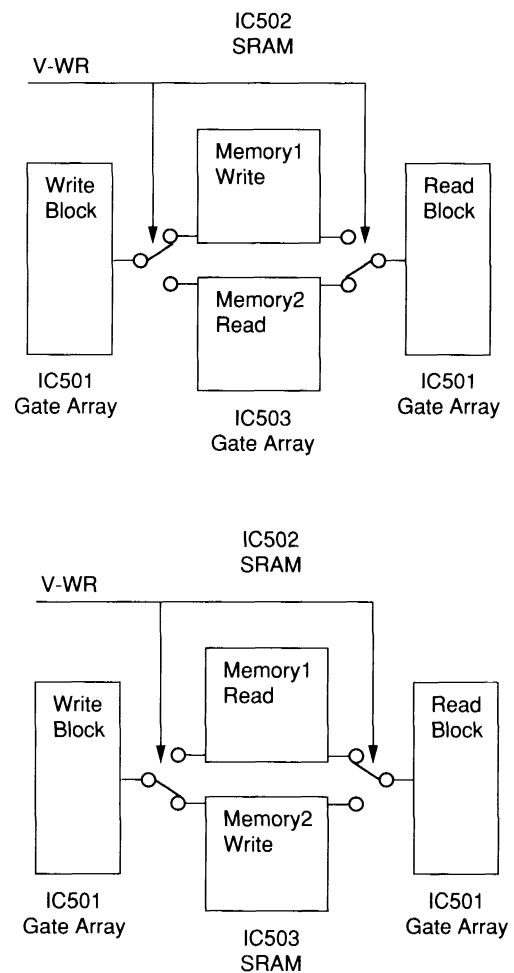 IC502
SRAM
V-WR
Memory1
Write
Write
Block
Read
Block
Memory2
Read
IC501
Gate Array
IC503
Gate Array
IC501
Gate Array
IC502
SRAM
V-WR
Memory1
Read
Write
Block
Read
Block
Memory2
Write
IC501
Gate Array
IC503
SRAM
IC501
Gate Array